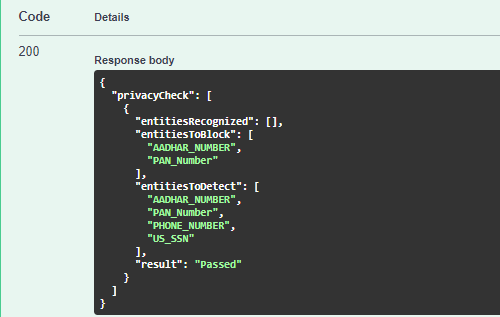 Code Details
200
Response body
{
  "privacyCheck": [
    {
      "entitiesRecognized": [],
      "entitiesToBlock": [
        "AADHAR_NUMBER",
        "PAN_Number"
      ],
      "entitiesToDetect": [
        "AADHAR_NUMBER",
        "PAN_Number",
        "PHONE_NUMBER",
        "US_SSN"
      ],
      "result": "Passed"
    }
  ]
}